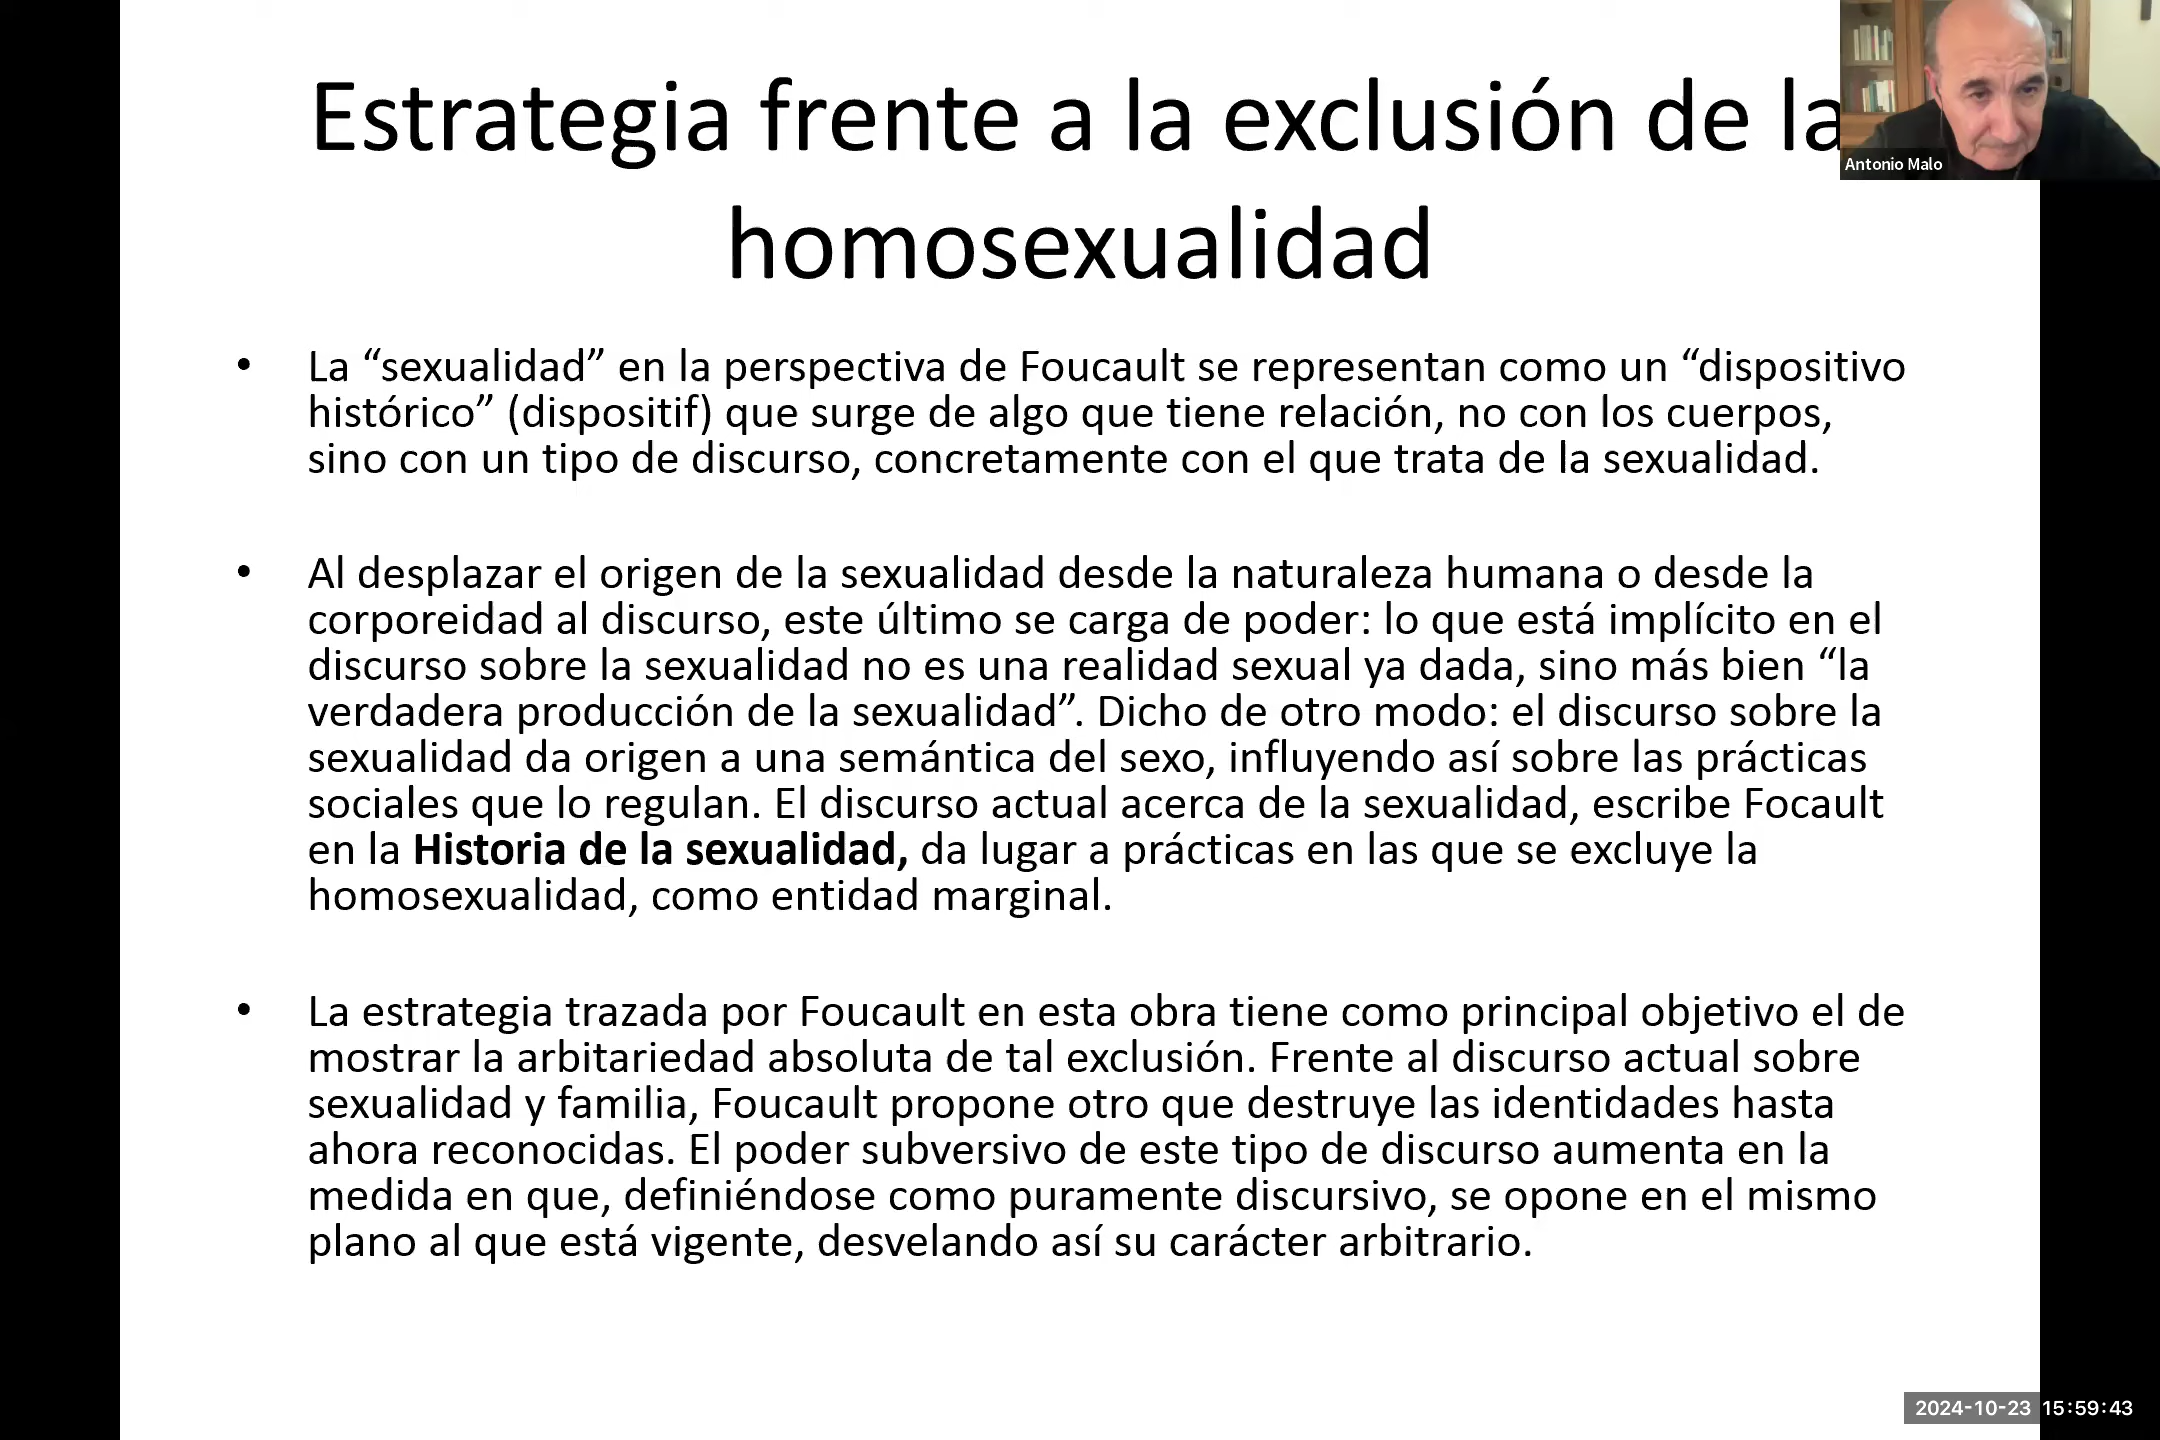 Estrategia frente a la exclusión de la
homosexualidad
Antonio Malo
• La “sexualidad” en la perspectiva de Foucault se representan como un “dispositivo
histórico” (dispositif) que surge de algo que tiene relación, no con los cuerpos,
sino con un tipo de discurso, concretamente con el que trata de la sexualidad.
• Al desplazar el origen de la sexualidad desde la naturaleza humana o desde la
corporeidad al discurso, este último se carga de poder: lo que está implícito en el
discurso sobre la sexualidad no es una realidad sexual ya dada, sino más bien “la
verdadera producción de la sexualidad”. Dicho de otro modo: el discurso sobre la
sexualidad da origen a una semántica del sexo, influyendo así sobre las prácticas
sociales que lo regulan. El discurso actual acerca de la sexualidad, escribe Focault
en la Historia de la sexualidad, da lugar a prácticas en las que se excluye la
homosexualidad, como entidad marginal.
• La estrategia trazada por Foucault en esta obra tiene como principal objetivo el de
mostrar la arbitariedad absoluta de tal exclusión. Frente al discurso actual sobre
sexualidad y familia, Foucault propone otro que destruye las identidades hasta
ahora reconocidas. El poder subversivo de este tipo de discurso aumenta en la
medida en que, definiéndose como puramente discursivo, se opone en el mismo
plano al que está vigente, desvelando así su carácter arbitrario.
2024-10-23 15:59:43